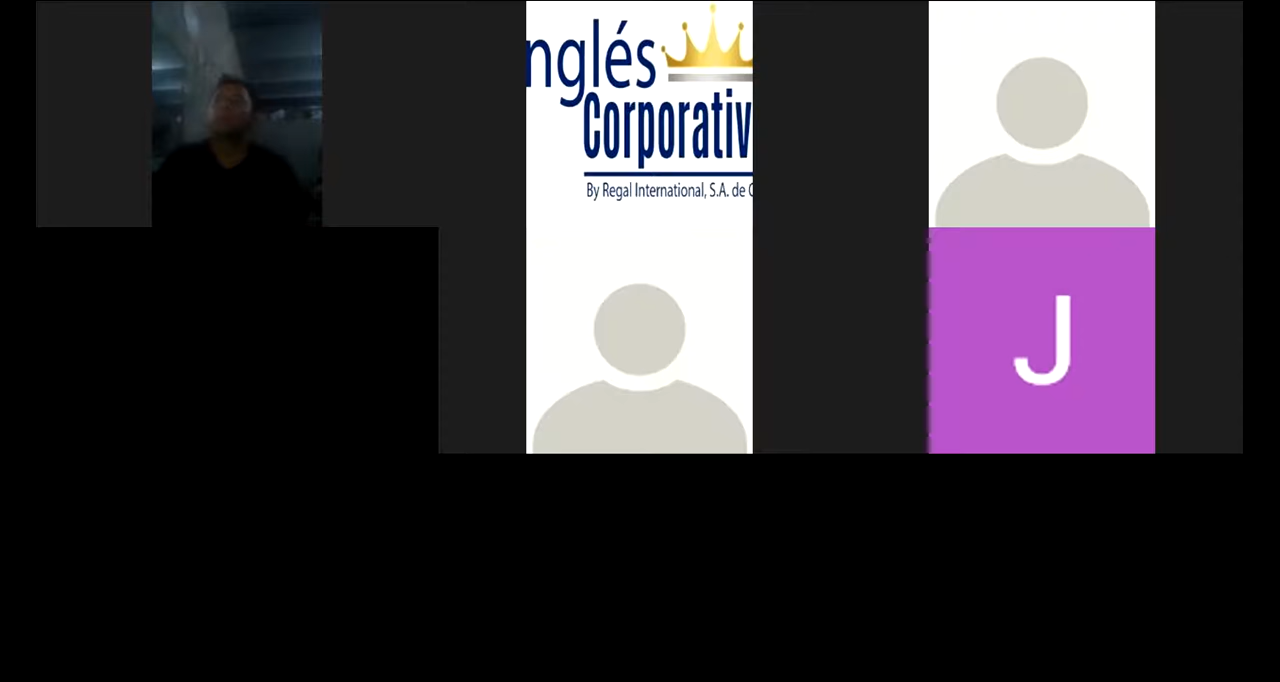 nglés
Corporativ
By Regal International, S.A. de C
J